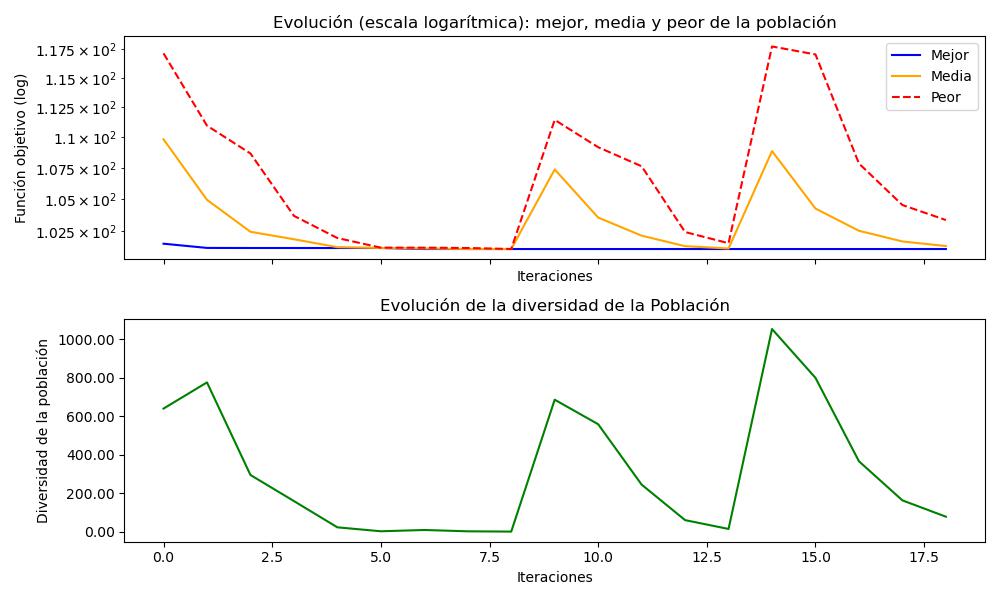 Evolución (escala logarítmica): mejor, media y peor de la población
Función objetivo (log)
1.175 × 10²
1.15 × 10²
1.125 × 10²
1.1 × 10²
1.075 × 10²
1.05 × 10²
1.025 × 10²
Mejor
Media
Peor
Iteraciones
Evolución de la diversidad de la Población
Diversidad de la población
1000.00
800.00
600.00
400.00
200.00
0.00
0.0 2.5 5.0 7.5 10.0 12.5 15.0 17.5
Iteraciones